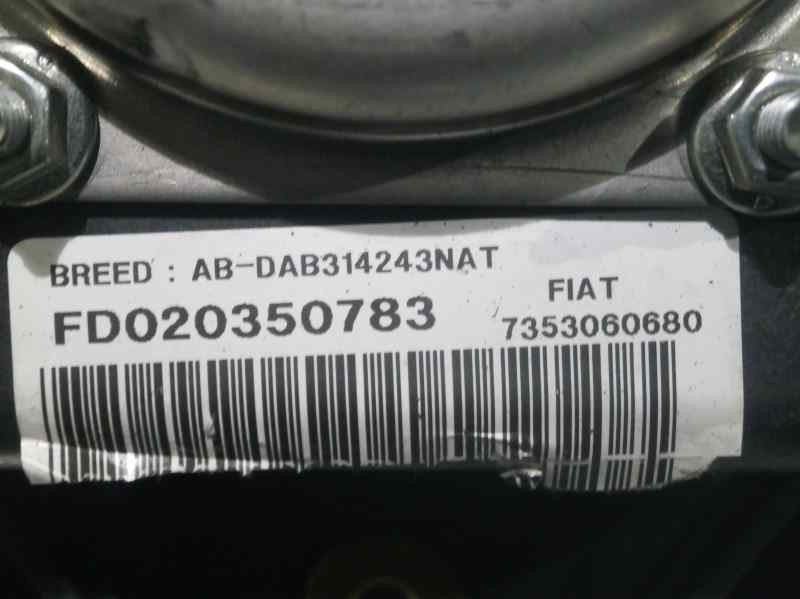 BREED : AB-DAB314243NAT
FIAT
FD020350783
7353060680